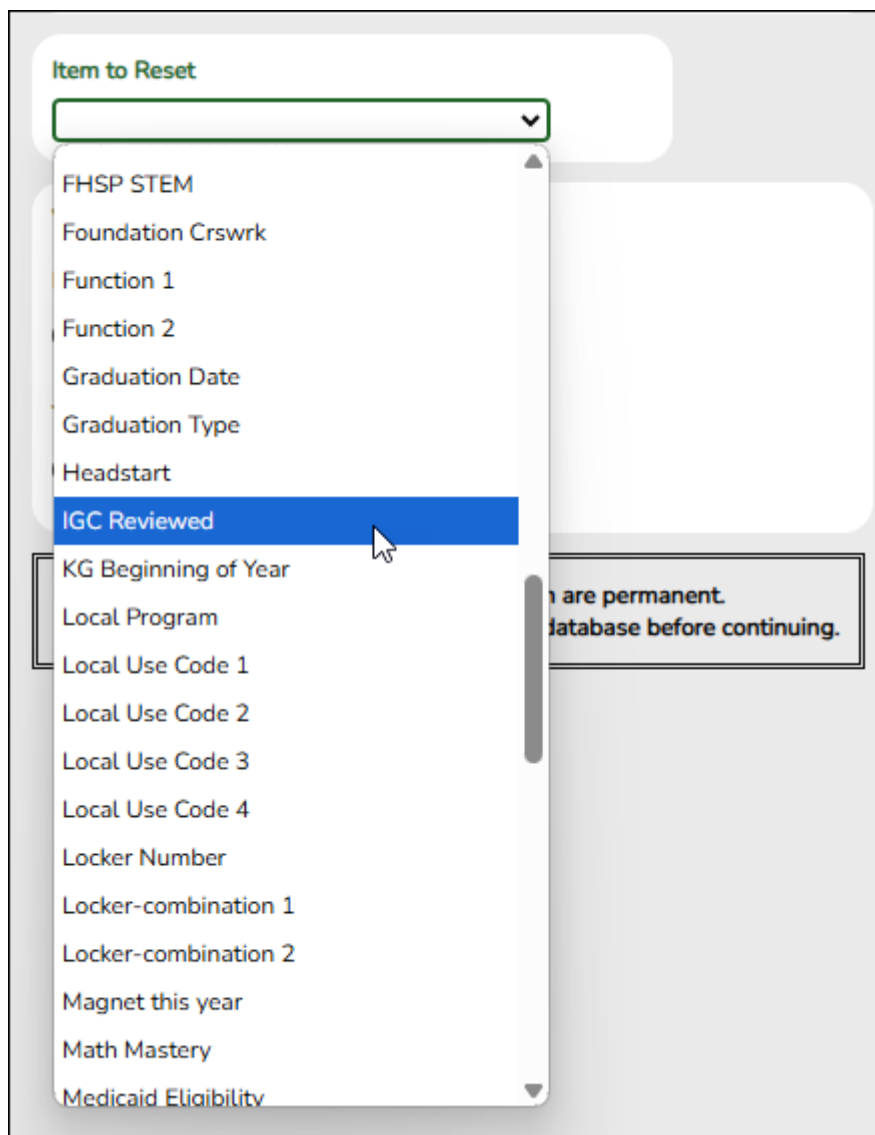 Item to Reset
FHSP STEM
Foundation Crswrk
Function 1
Function 2
Graduation Date
Graduation Type
Headstart
IGC Reviewed
KG Beginning of Year
are permanent.
Local Program
database before continuing.
Local Use Code 1
Local Use Code 2
Local Use Code 3
Local Use Code 4
Locker Number
Locker-combination 1
Locker-combination 2
Magnet this year
Math Mastery
Medicaid Eligibility